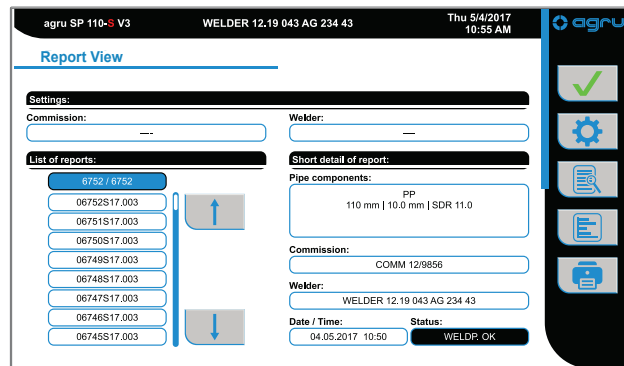 agru SP 110-S V3
WELDER 12.19 043 AG 234 43
Thu 5/4/2017
10:55 AM
agru
Report View
Settings:
Commission:
Welder:
----
----
List of reports:
Short detail of report:
6752 / 6752
06752S17.003
06751S17.003
06750S17.003
06749S17.003
06748S17.003
06747S17.003
06746S17.003
06745S17.003
Pipe components:
PP
110 mm | 10.0 mm | SDR 11.0
Commission:
COMM 12/9856
Welder:
WELDER 12.19 043 AG 234 43
Date / Time:
Status:
04.05.2017 10:50
WELDP. OK